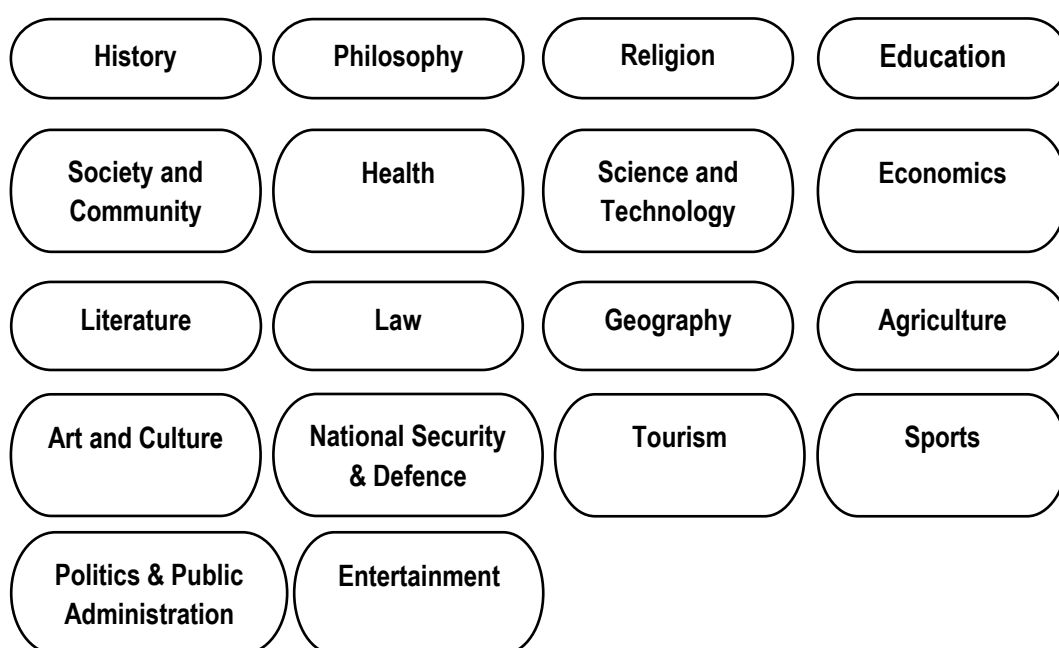 History
Philosophy
Religion
Education
Society and
Community
Health
Science and
Technology
Economics
Literature
Law
Geography
Agriculture
Art and Culture
National Security
& Defence
Tourism
Sports
Politics & Public
Administration
Entertainment